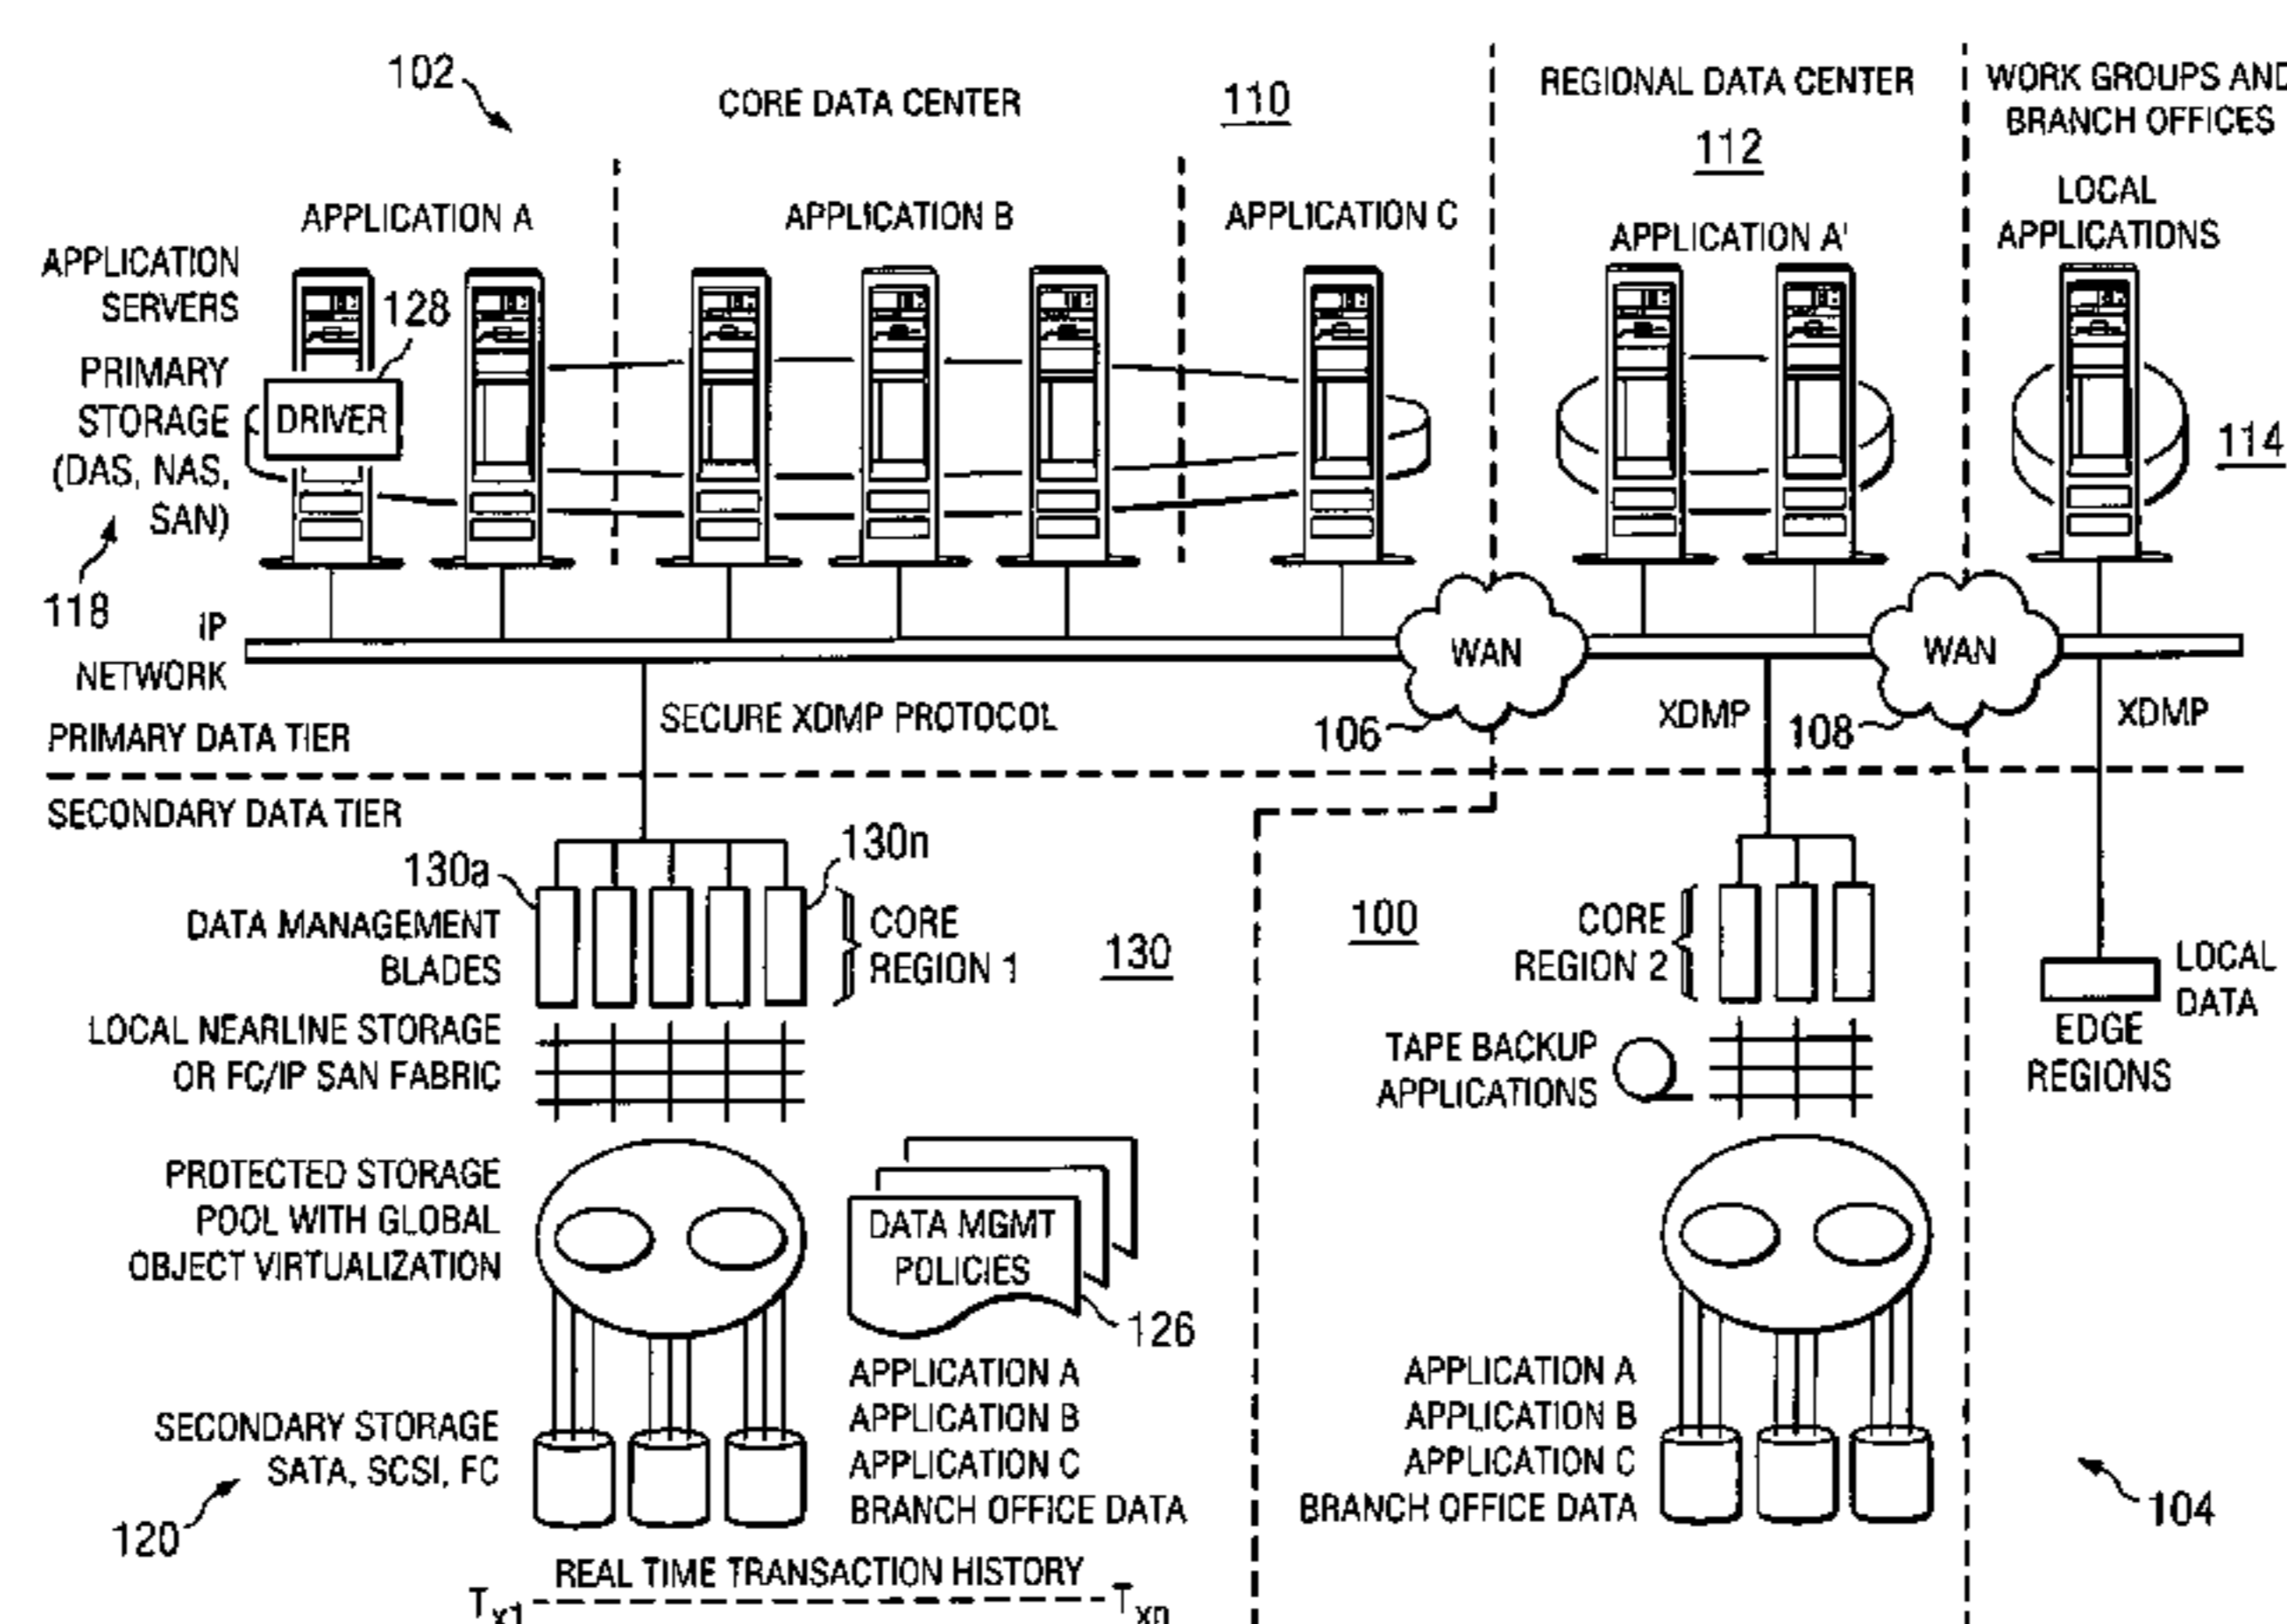 102
CORE DATA CENTER
110
REGIONAL DATA CENTER
112
WORK GROUPS AND
BRANCH OFFICES
APPLICATION A
APPLICATION B
APPLICATION C
APPLICATION A'
LOCAL
APPLICATIONS
APPLICATION
SERVERS
128
PRIMARY
STORAGE
(DAS, NAS,
SAN)
DRIVER
114
118
IP
NETWORK
WAN
WAN
SECURE XDMP PROTOCOL
106
XDMP
108
XDMP
PRIMARY DATA TIER
SECONDARY DATA TIER
130a
130n
DATA MANAGEMENT
BLADES
CORE
REGION 1
130
100
CORE
REGION 2
LOCAL
DATA
EDGE
REGIONS
LOCAL NEARLINE STORAGE
OR FC/IP SAN FABRIC
TAPE BACKUP
APPLICATIONS
PROTECTED STORAGE
POOL WITH GLOBAL
OBJECT VIRTUALIZATION
DATA MGMT
POLICIES
126
SECONDARY STORAGE
SATA, SCSI, FC
120
APPLICATION A
APPLICATION B
APPLICATION C
BRANCH OFFICE DATA
APPLICATION A
APPLICATION B
APPLICATION C
BRANCH OFFICE DATA
104
REAL TIME TRANSACTION HISTORY
Tx1
Txn